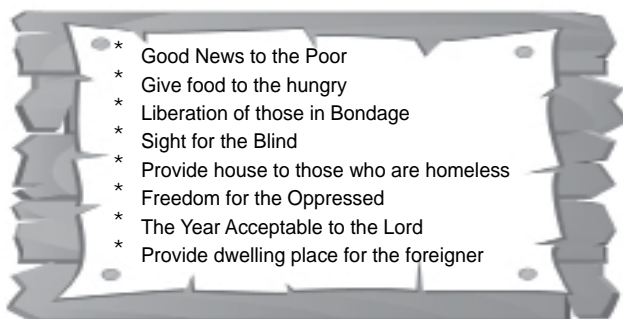 * Good News to the Poor
* Give food to the hungry
* Liberation of those in Bondage
* Sight for the Blind
* Provide house to those who are homeless
* Freedom for the Oppressed
* The Year Acceptable to the Lord
* Provide dwelling place for the foreigner